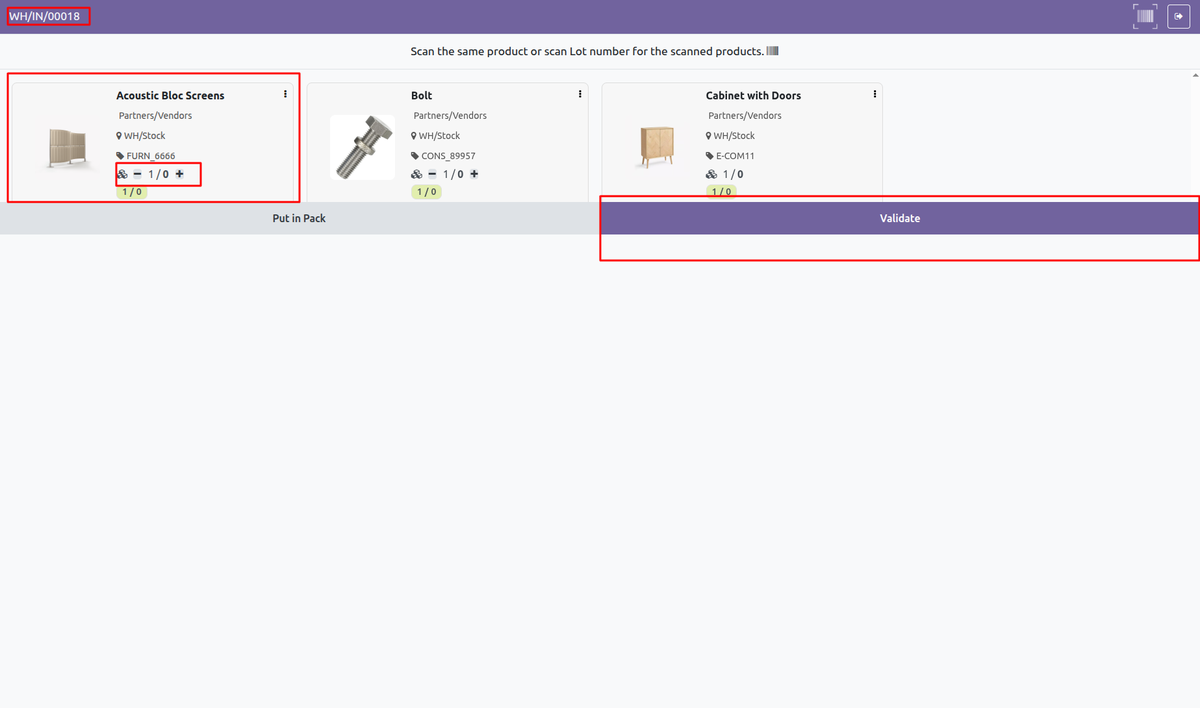 WH/IN/00018
Scan the same product or scan Lot number for the scanned products.
Acoustic Bloc Screens
Partners/Vendors
WH/Stock
FURN_6666
1 / 0
1 / 0
Bolt
Partners/Vendors
WH/Stock
CONS_89957
1 / 0
1 / 0
Cabinet with Doors
Partners/Vendors
WH/Stock
E-COM11
1 / 0
1 / 0
Put in Pack
Validate